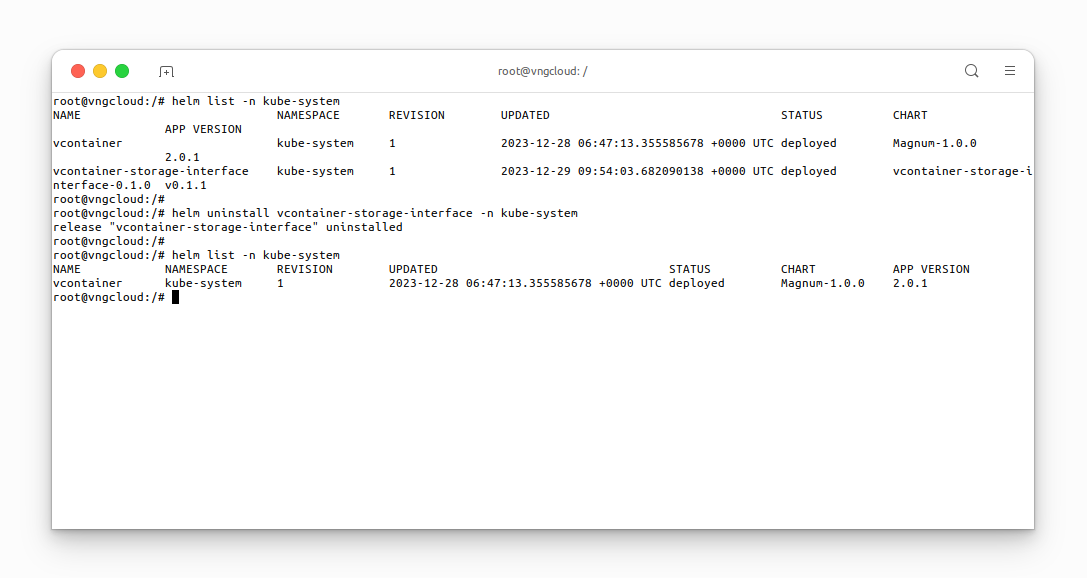 root@vngcloud: /
root@vngcloud:/# helm list -n kube-system
NAME                            NAMESPACE       REVISION        UPDATED                                 STATUS          CHART
                APP VERSION
vcontainer                      kube-system     1               2023-12-28 06:47:13.355585678 +0000 UTC deployed        Magnum-1.0.0
                2.0.1
vcontainer-storage-interface    kube-system     1               2023-12-29 09:54:03.682090138 +0000 UTC deployed        vcontainer-storage-i
nterface-0.1.0  v0.1.1
root@vngcloud:/#
root@vngcloud:/# helm uninstall vcontainer-storage-interface -n kube-system
release "vcontainer-storage-interface" uninstalled
root@vngcloud:/#
root@vngcloud:/# helm list -n kube-system
NAME            NAMESPACE       REVISION        UPDATED                                 STATUS          CHART           APP VERSION
vcontainer      kube-system     1               2023-12-28 06:47:13.355585678 +0000 UTC deployed        Magnum-1.0.0    2.0.1
root@vngcloud:/#